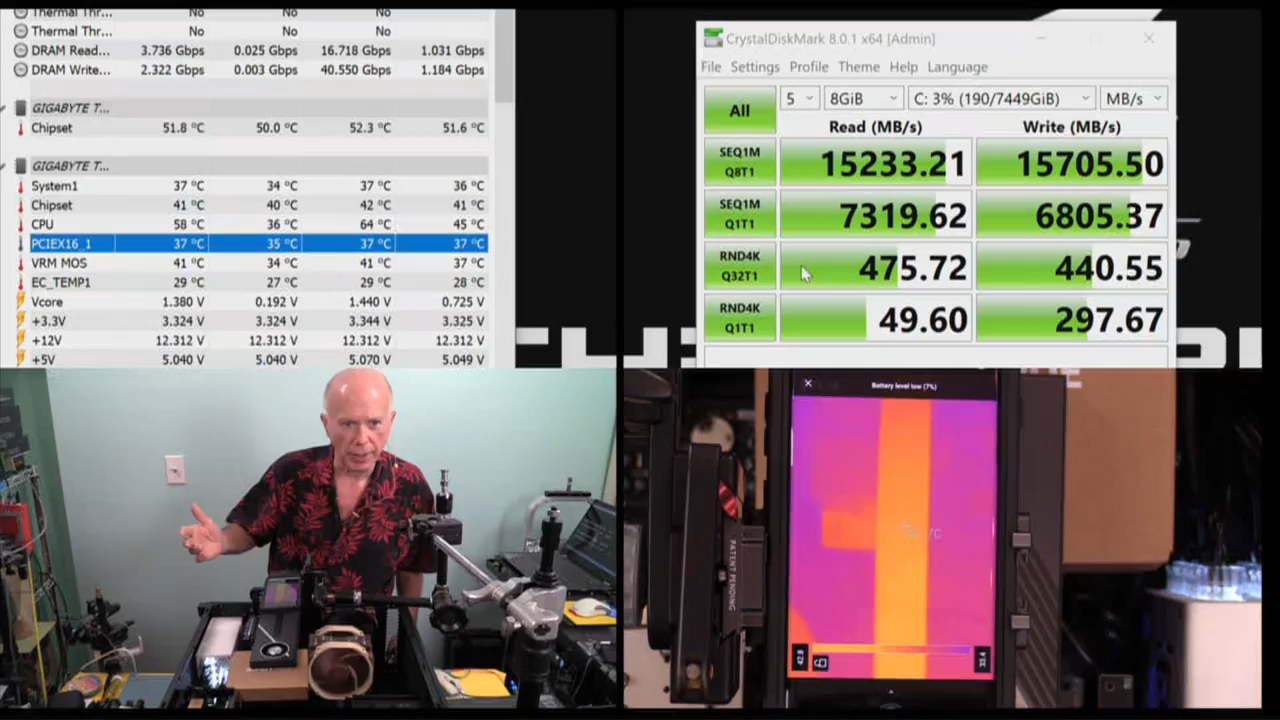 Thermal Thr... No No No
Thermal Thr... No No No
DRAM Read... 3.736 Gbps 0.025 Gbps 16.718 Gbps 1.031 Gbps
DRAM Write... 2.322 Gbps 0.003 Gbps 40.550 Gbps 1.184 Gbps
GIGABYTE T...
Chipset 51.8 °C 50.0 °C 52.3 °C 51.6 °C
GIGABYTE T...
System1 37 °C 34 °C 37 °C 36 °C
Chipset 41 °C 40 °C 42 °C 41 °C
CPU 58 °C 36 °C 64 °C 45 °C
PCIEX16_1 37 °C 35 °C 37 °C 37 °C
VRM MOS 41 °C 34 °C 41 °C 37 °C
EC_TEMP1 29 °C 27 °C 29 °C 28 °C
Vcore 1.380 V 0.192 V 1.440 V 0.725 V
+3.3V 3.324 V 3.324 V 3.344 V 3.325 V
+12V 12.312 V 12.312 V 12.312 V 12.312 V
+5V 5.040 V 5.040 V 5.070 V 5.049 V
CrystalDiskMark 8.0.1 x64 [Admin]
File Settings Profile Theme Help Language
All 5 8GiB C: 3% (190/7449GiB) MB/s
Read (MB/s) Write (MB/s)
SEQ1M
Q8T1
15233.21 15705.50
SEQ1M
Q1T1
7319.62 6805.37
RND4K
Q32T1
475.72 440.55
RND4K
Q1T1
49.60 297.67
Battery level low (7%)
PATENT PENDING
42.8
33.4